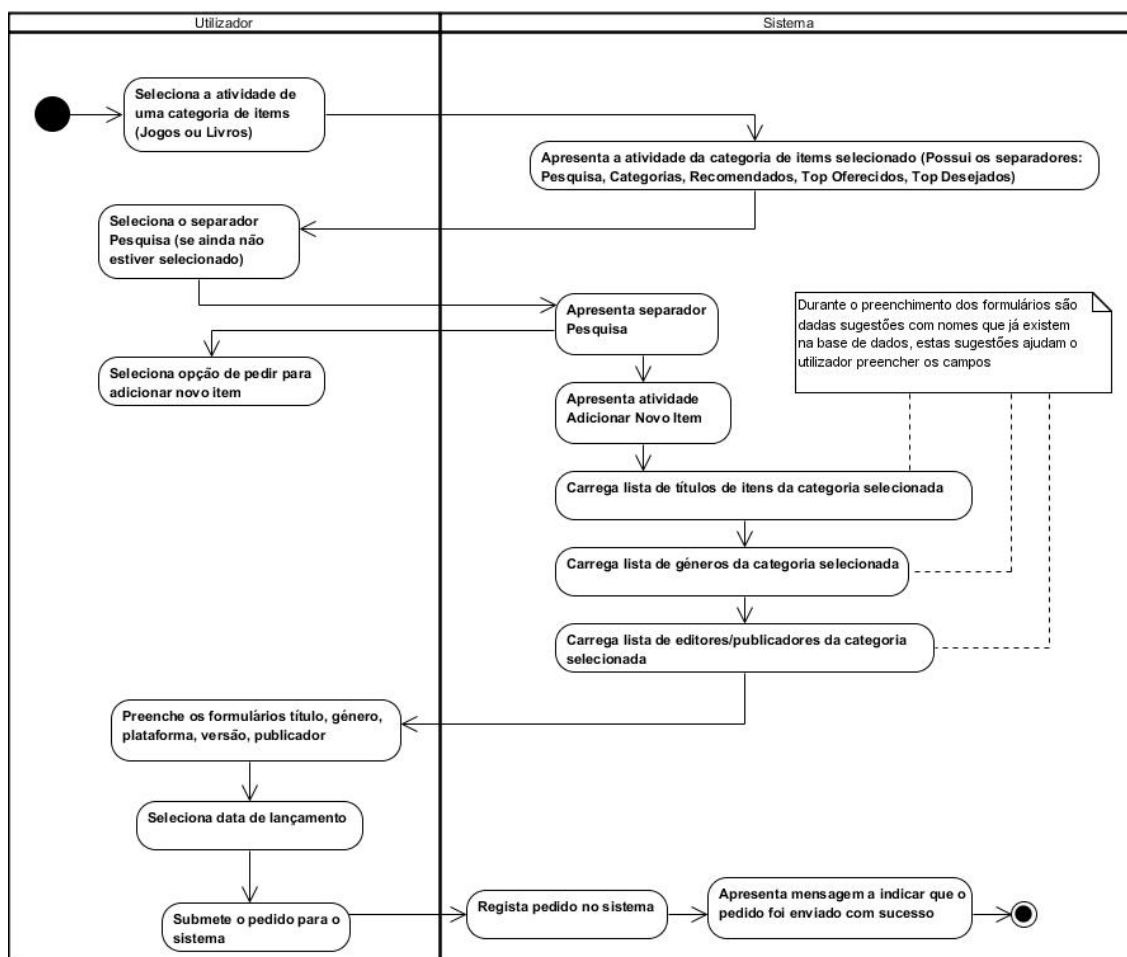 Utilizador
Sistema
Seleciona a atividade de
uma categoria de items
(Jogos ou Livros)
Apresenta a atividade da categoria de items selecionado (Possui os separadores:
Pesquisa, Categorias, Recomendados, Top Oferecidos, Top Desejados)
Seleciona o separador
Pesquisa (se ainda não
estiver selecionado)
Apresenta separador
Pesquisa
Durante o preenchimento dos formulários são
dadas sugestões com nomes que já existem
na base de dados, estas sugestões ajudam o
utilizador preencher os campos
Seleciona opção de pedir para
adicionar novo item
Apresenta atividade
Adicionar Novo Item
Carrega lista de títulos de itens da categoria selecionada
Carrega lista de géneros da categoria selecionada
Carrega lista de editores/publicadores da categoria
selecionada
Preenche os formulários título, género,
plataforma, versão, publicador
Seleciona data de lançamento
Submete o pedido para o
sistema
Regista pedido no sistema
Apresenta mensagem a indicar que o
pedido foi enviado com sucesso